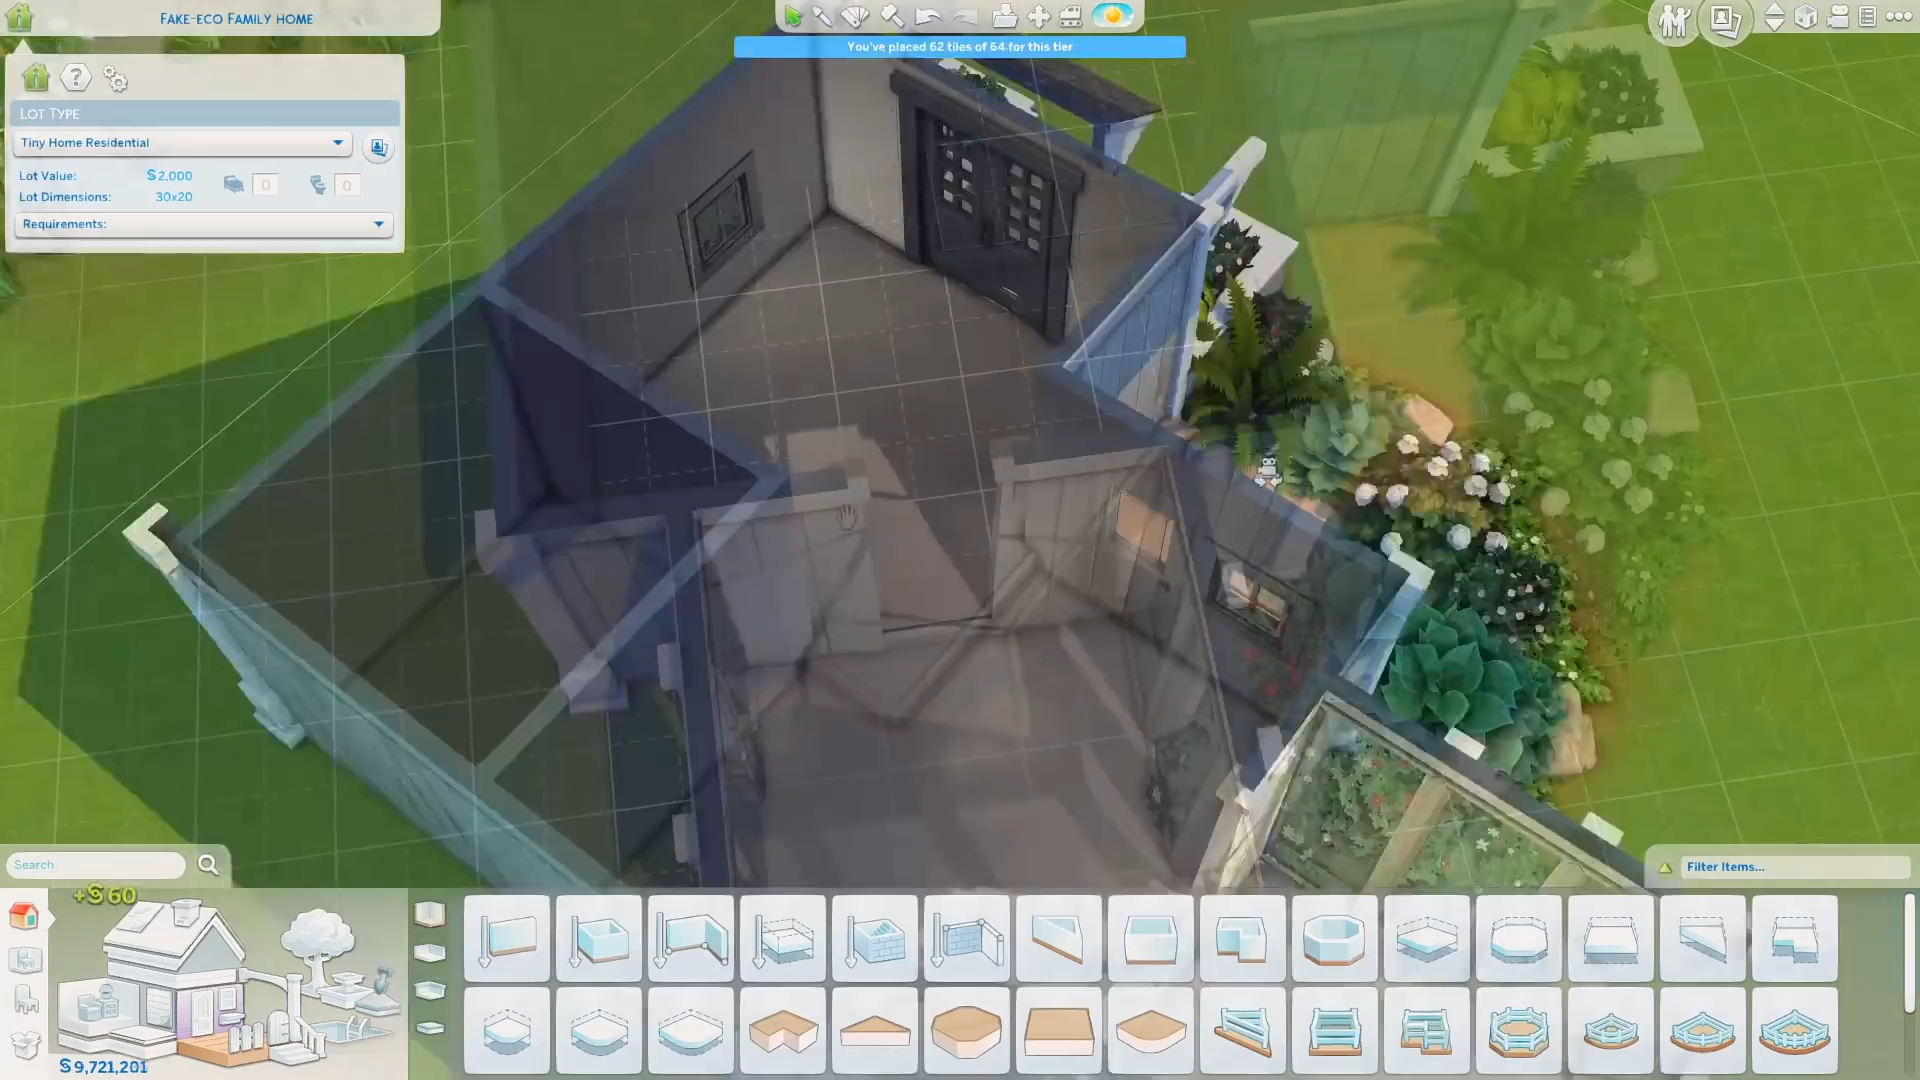 Fake-eco Family home
You've placed 62 tiles of 64 for this tier
Lot Type
Tiny Home Residential
Lot Value: §2,000
0
0
Lot Dimensions: 30x20
Requirements:
Search
Filter Items...
+§60
§9,721,201